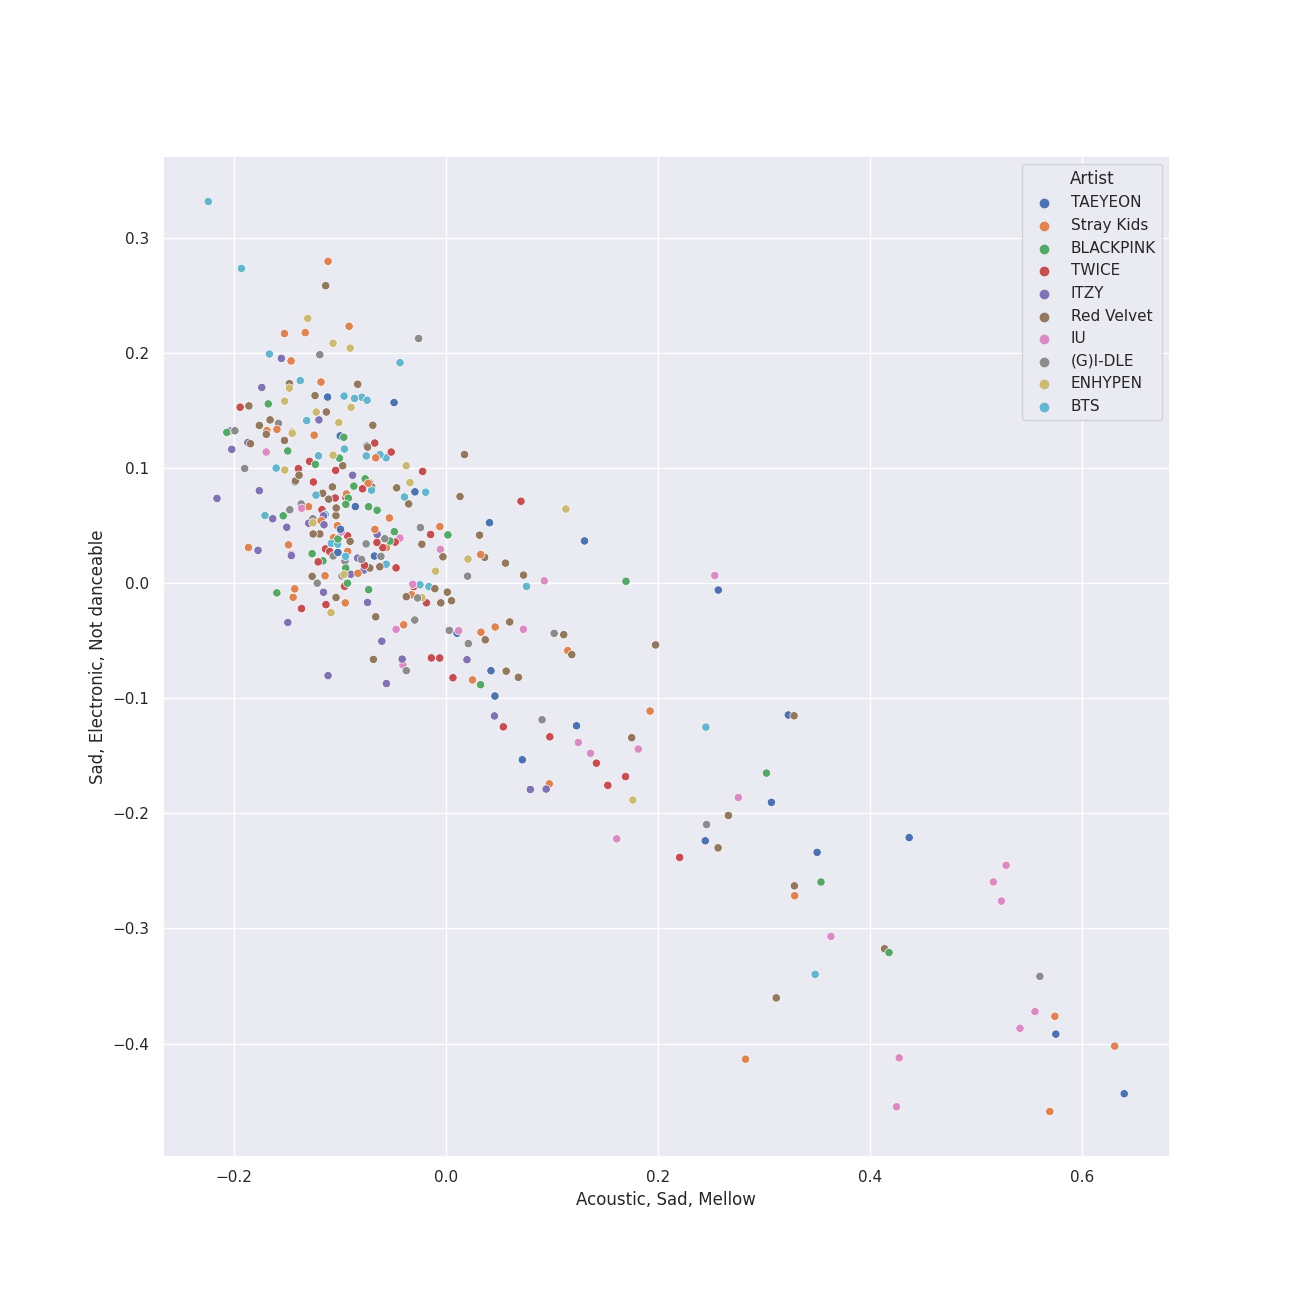 Artist
TAEYEON
Stray Kids
BLACKPINK
TWICE
ITZY
Red Velvet
IU
(G)I-DLE
ENHYPEN
BTS
0.3
0.2
0.1
0.0
−0.1
−0.2
−0.3
−0.4
Sad, Electronic, Not danceable
−0.2 0.0 0.2 0.4 0.6
Acoustic, Sad, Mellow